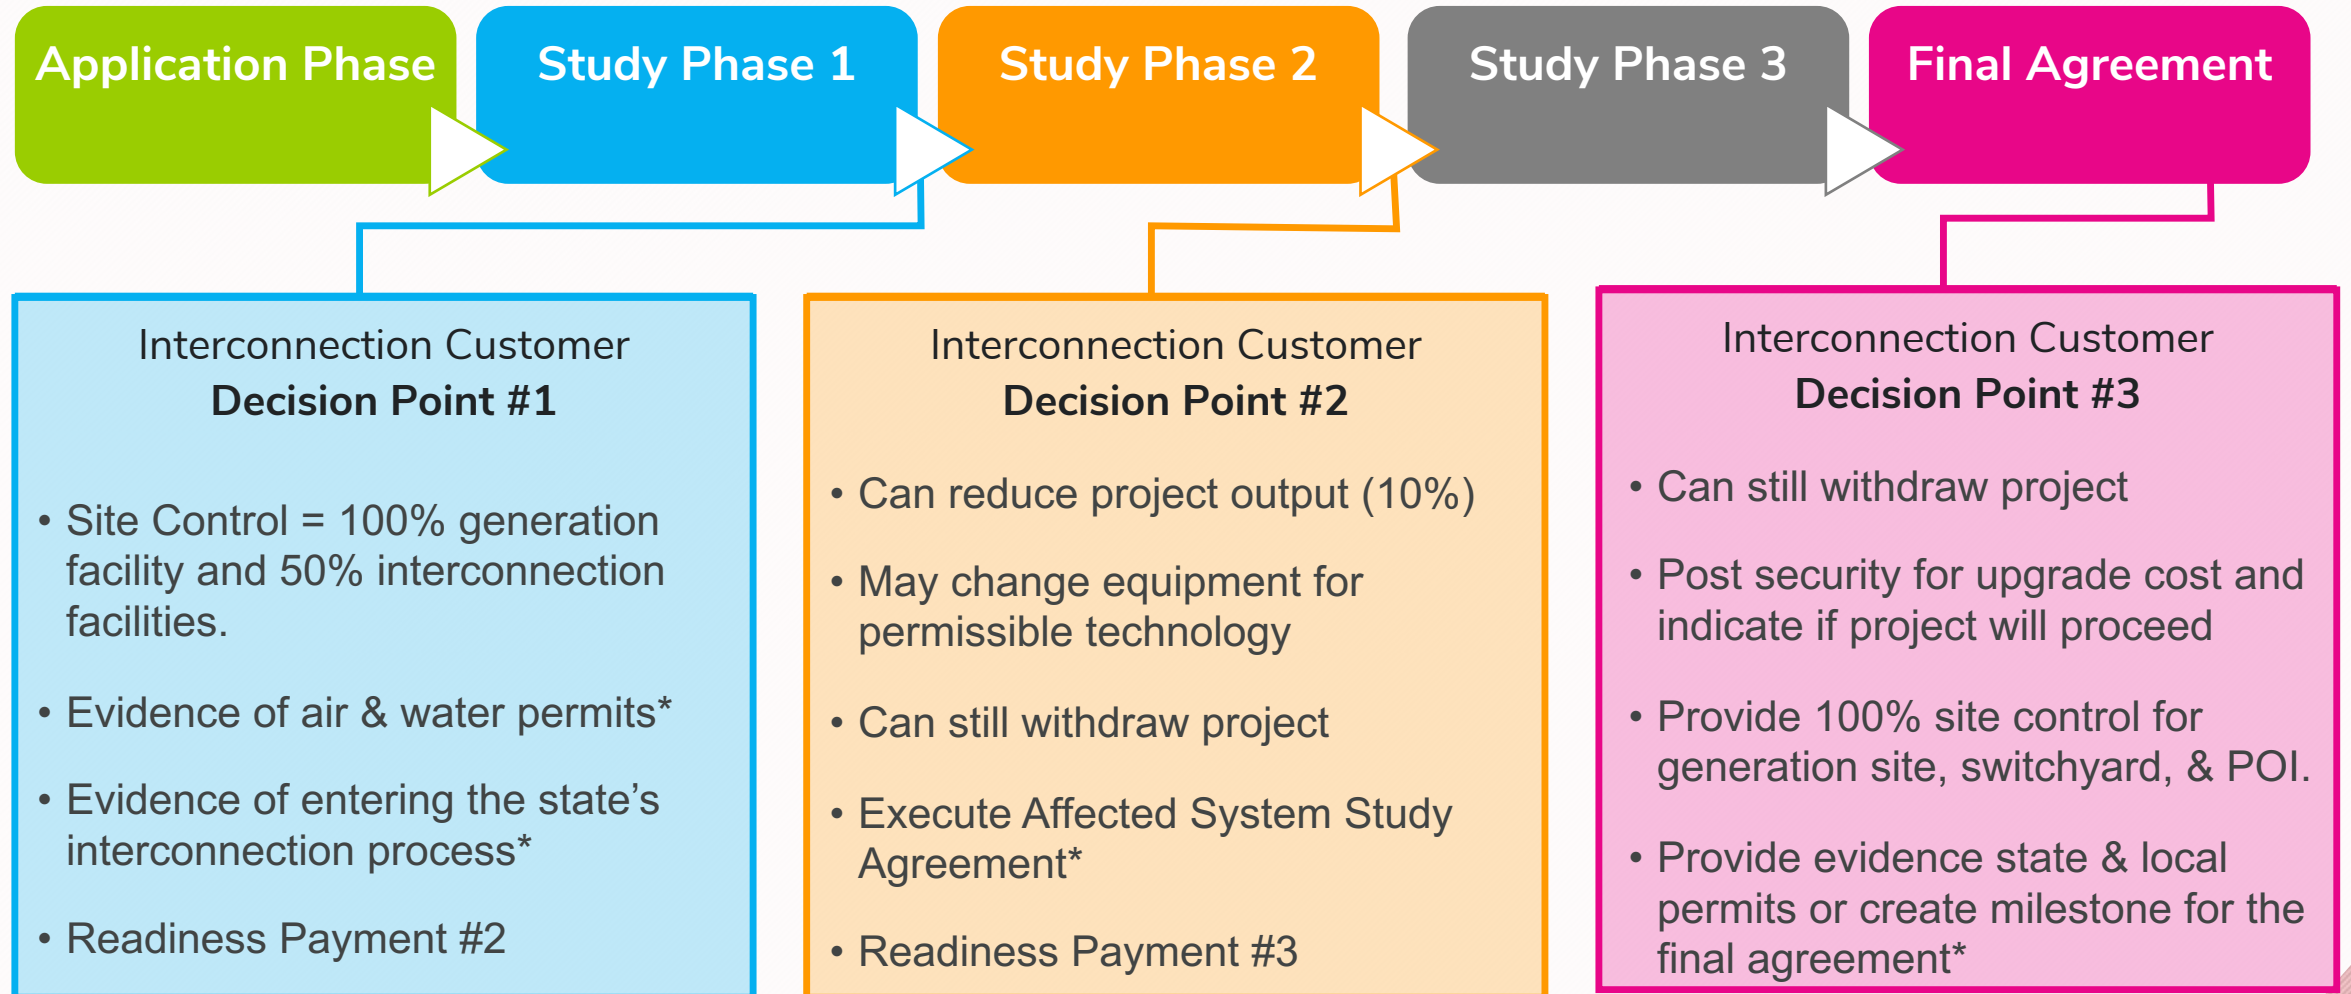 Application Phase
Study Phase 1
Study Phase 2
Study Phase 3
Final Agreement
Interconnection Customer
Decision Point #1
• Site Control = 100% generation
facility and 50% interconnection
facilities.
• Evidence of air & water permits*
• Evidence of entering the state’s
interconnection process*
• Readiness Payment #2
Interconnection Customer
Decision Point #2
• Can reduce project output (10%)
• May change equipment for
permissible technology
• Can still withdraw project
• Execute Affected System Study
Agreement*
• Readiness Payment #3
Interconnection Customer
Decision Point #3
• Can still withdraw project
• Post security for upgrade cost and
indicate if project will proceed
• Provide 100% site control for
generation site, switchyard, & POI.
• Provide evidence state & local
permits or create milestone for the
final agreement*